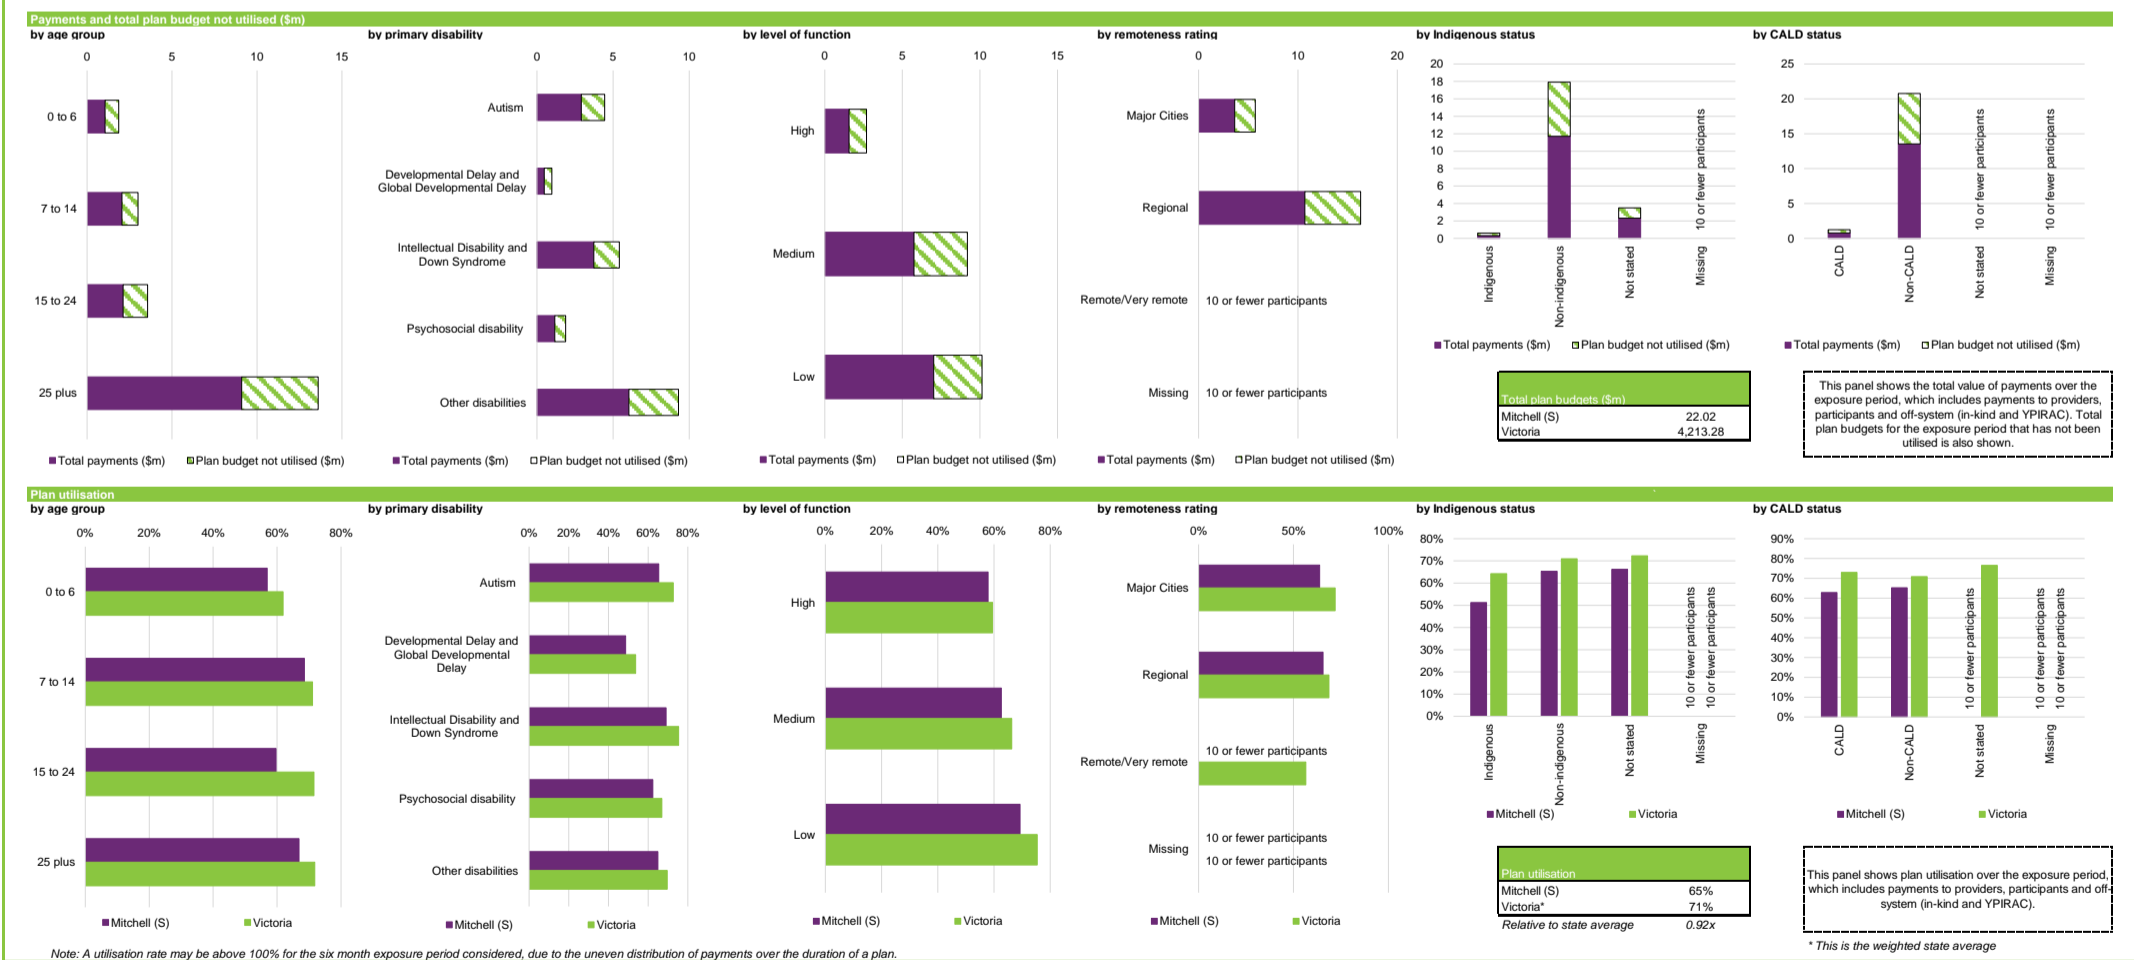 Payments and total plan budget not utilised ($m)
by age group
0 5 10 15
0 to 6
7 to 14
15 to 24
25 plus
Total payments ($m) Plan budget not utilised ($m)
by primary disability
0 5 10
Autism
Developmental Delay and
Global Developmental Delay
Intellectual Disability and
Down Syndrome
Psychosocial disability
Other disabilities
Total payments ($m) Plan budget not utilised ($m)
by level of function
0 5 10 15
High
Medium
Low
Total payments ($m) Plan budget not utilised ($m)
by remoteness rating
0 10 20
Major Cities
Regional
Remote/Very remote 10 or fewer participants
Missing 10 or fewer participants
Total payments ($m) Plan budget not utilised ($m)
by Indigenous status
20
18
16
14
12
10
8
6
4
2
0
10 or fewer participants
Indigenous
Non-indigenous
Not stated
Missing
Total payments ($m) Plan budget not utilised ($m)
by CALD status
25
20
15
10
5
0
10 or fewer participants
10 or fewer participants
CALD
Non-CALD
Not stated
Missing
Total payments ($m) Plan budget not utilised ($m)
Total plan budgets ($m)
Mitchell (S) 22.02
Victoria 4,213.28
This panel shows the total value of payments over the
exposure period, which includes payments to providers,
participants and off-system (in-kind and YPIRAC). Total
plan budgets for the exposure period that has not been
utilised is also shown.
Plan utilisation
by age group
0% 20% 40% 60% 80%
0 to 6
7 to 14
15 to 24
25 plus
Mitchell (S) Victoria
by primary disability
0% 20% 40% 60% 80%
Autism
Developmental Delay and
Global Developmental
Delay
Intellectual Disability and
Down Syndrome
Psychosocial disability
Other disabilities
Mitchell (S) Victoria
by level of function
0% 20% 40% 60% 80%
High
Medium
Low
Mitchell (S) Victoria
by remoteness rating
0% 50% 100%
Major Cities
Regional
10 or fewer participants
Remote/Very remote
10 or fewer participants
Missing
10 or fewer participants
Mitchell (S) Victoria
by Indigenous status
80%
70%
60%
50%
40%
30%
20%
10%
0%
10 or fewer participants
10 or fewer participants
Indigenous
Non-indigenous
Not stated
Missing
Mitchell (S) Victoria
by CALD status
90%
80%
70%
60%
50%
40%
30%
20%
10%
0%
10 or fewer participants
10 or fewer participants
10 or fewer participants
CALD
Non-CALD
Not stated
Missing
Mitchell (S) Victoria
Plan utilisation
Mitchell (S) 65%
Victoria* 71%
Relative to state average 0.92x
This panel shows plan utilisation over the exposure period,
which includes payments to providers, participants and off-
system (in-kind and YPIRAC).
* This is the weighted state average
Note: A utilisation rate may be above 100% for the six month exposure period considered, due to the uneven distribution of payments over the duration of a plan.